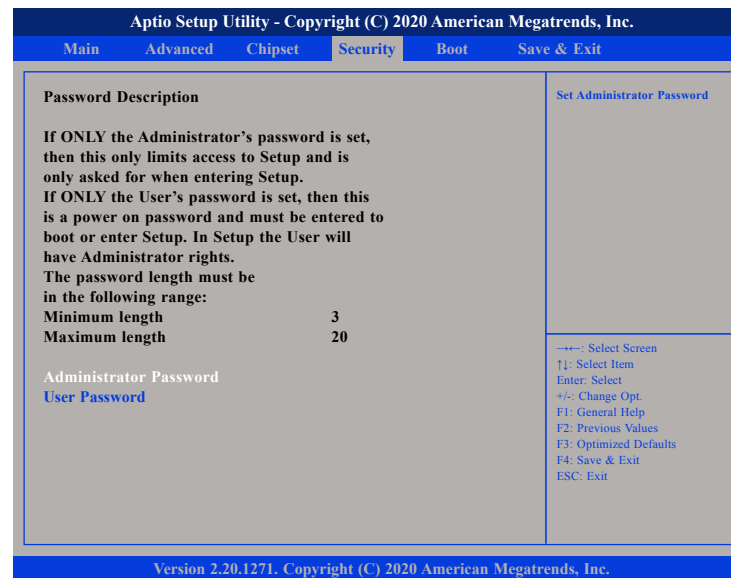 Aptio Setup Utility - Copyright (C) 2020 American Megatrends, Inc.
Main Advanced Chipset Security Boot Save & Exit
Password Description
If ONLY the Administrator's password is set,
then this only limits access to Setup and is
only asked for when entering Setup.
If ONLY the User's password is set, then this
is a power on password and must be entered to
boot or enter Setup. In Setup the User will
have Administrator rights.
The password length must be
in the following range:
Minimum length 3
Maximum length 20
Administrator Password
User Password
Set Administrator Password
→←: Select Screen
↑↓: Select Item
Enter: Select
+/-: Change Opt.
F1: General Help
F2: Previous Values
F3: Optimized Defaults
F4: Save & Exit
ESC: Exit
Version 2.20.1271. Copyright (C) 2020 American Megatrends, Inc.